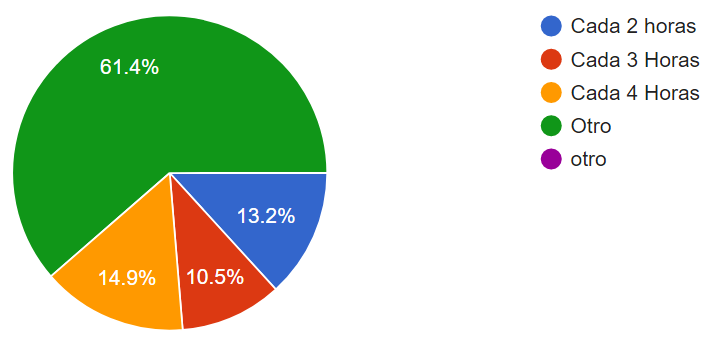 61.4%
13.2%
10.5%
14.9%
Cada 2 horas
Cada 3 Horas
Cada 4 Horas
Otro
otro